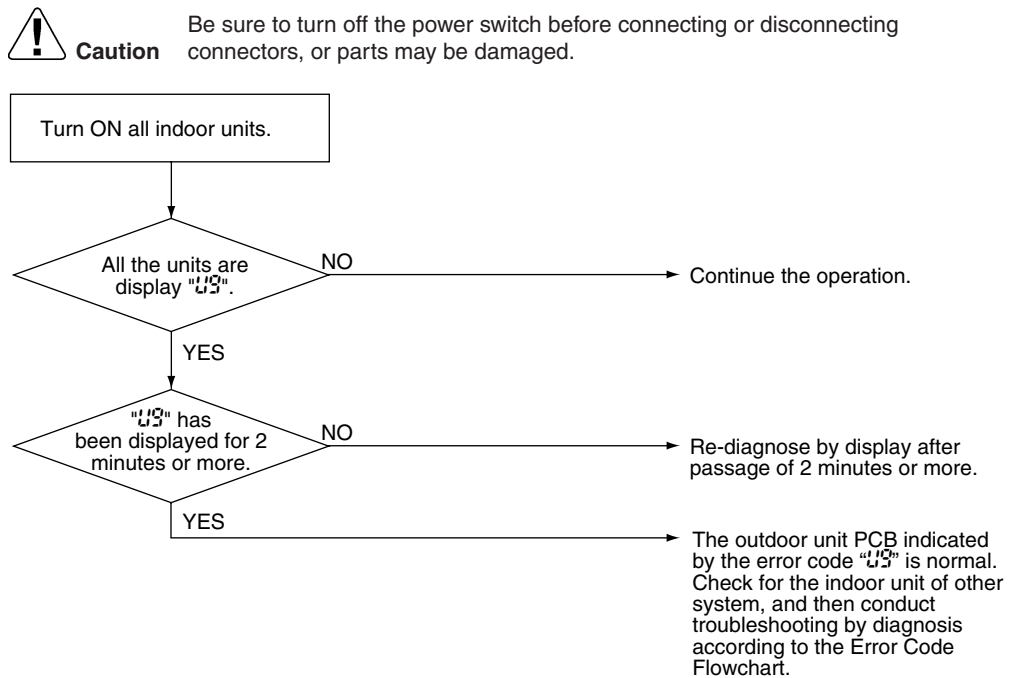 Caution
Be sure to turn off the power switch before connecting or disconnecting
connectors, or parts may be damaged.
Turn ON all indoor units.
All the units are
display "U9".
NO
Continue the operation.
YES
"U9" has
been displayed for 2
minutes or more.
NO
Re-diagnose by display after
passage of 2 minutes or more.
YES
The outdoor unit PCB indicated
by the error code “U9” is normal.
Check for the indoor unit of other
system, and then conduct
troubleshooting by diagnosis
according to the Error Code
Flowchart.